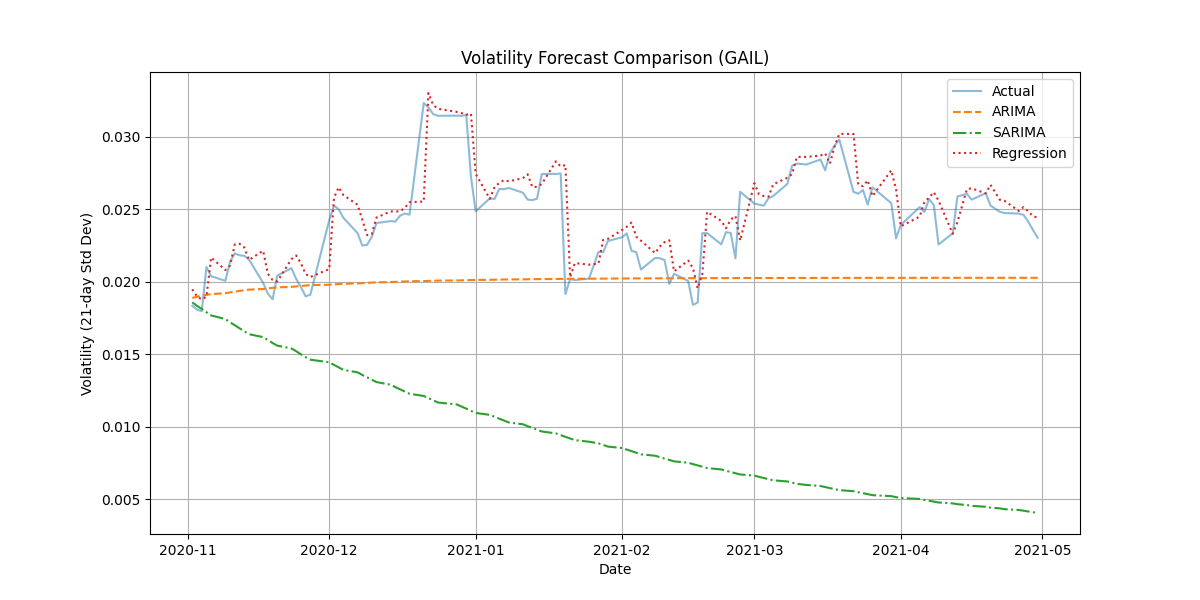 Volatility Forecast Comparison (GAIL)
Actual
ARIMA
SARIMA
Regression
Volatility (21-day Std Dev)
0.030
0.025
0.020
0.015
0.010
0.005
2020-11 2020-12 2021-01 2021-02 2021-03 2021-04 2021-05
Date